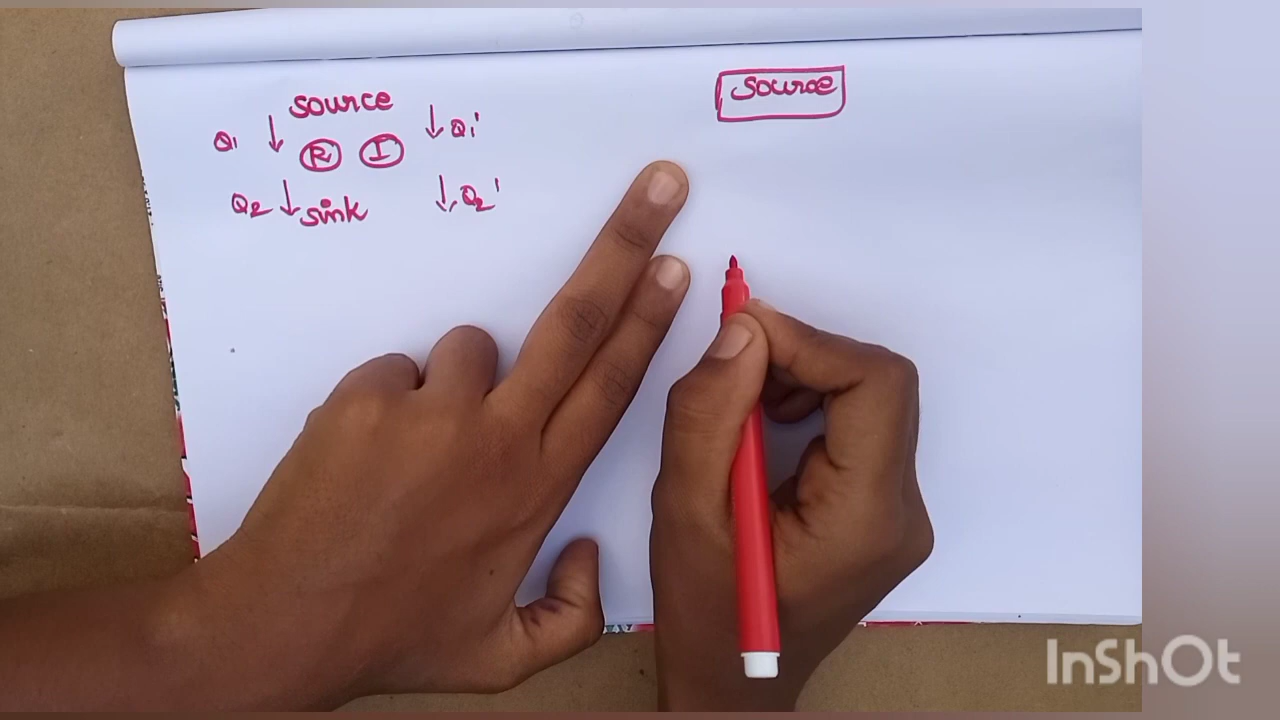 source
Q1 ↓ R I ↓ Q1'
Q2 ↓ sink ↓ Q2'
source
InShOt